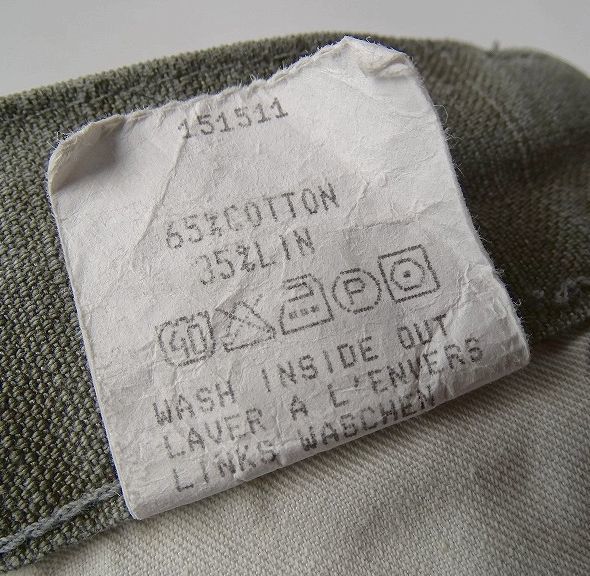 151511
65%COTTON
35%LIN
40 P
WASH INSIDE OUT
LAVER A L'ENVERS
LINKS WASCHEN